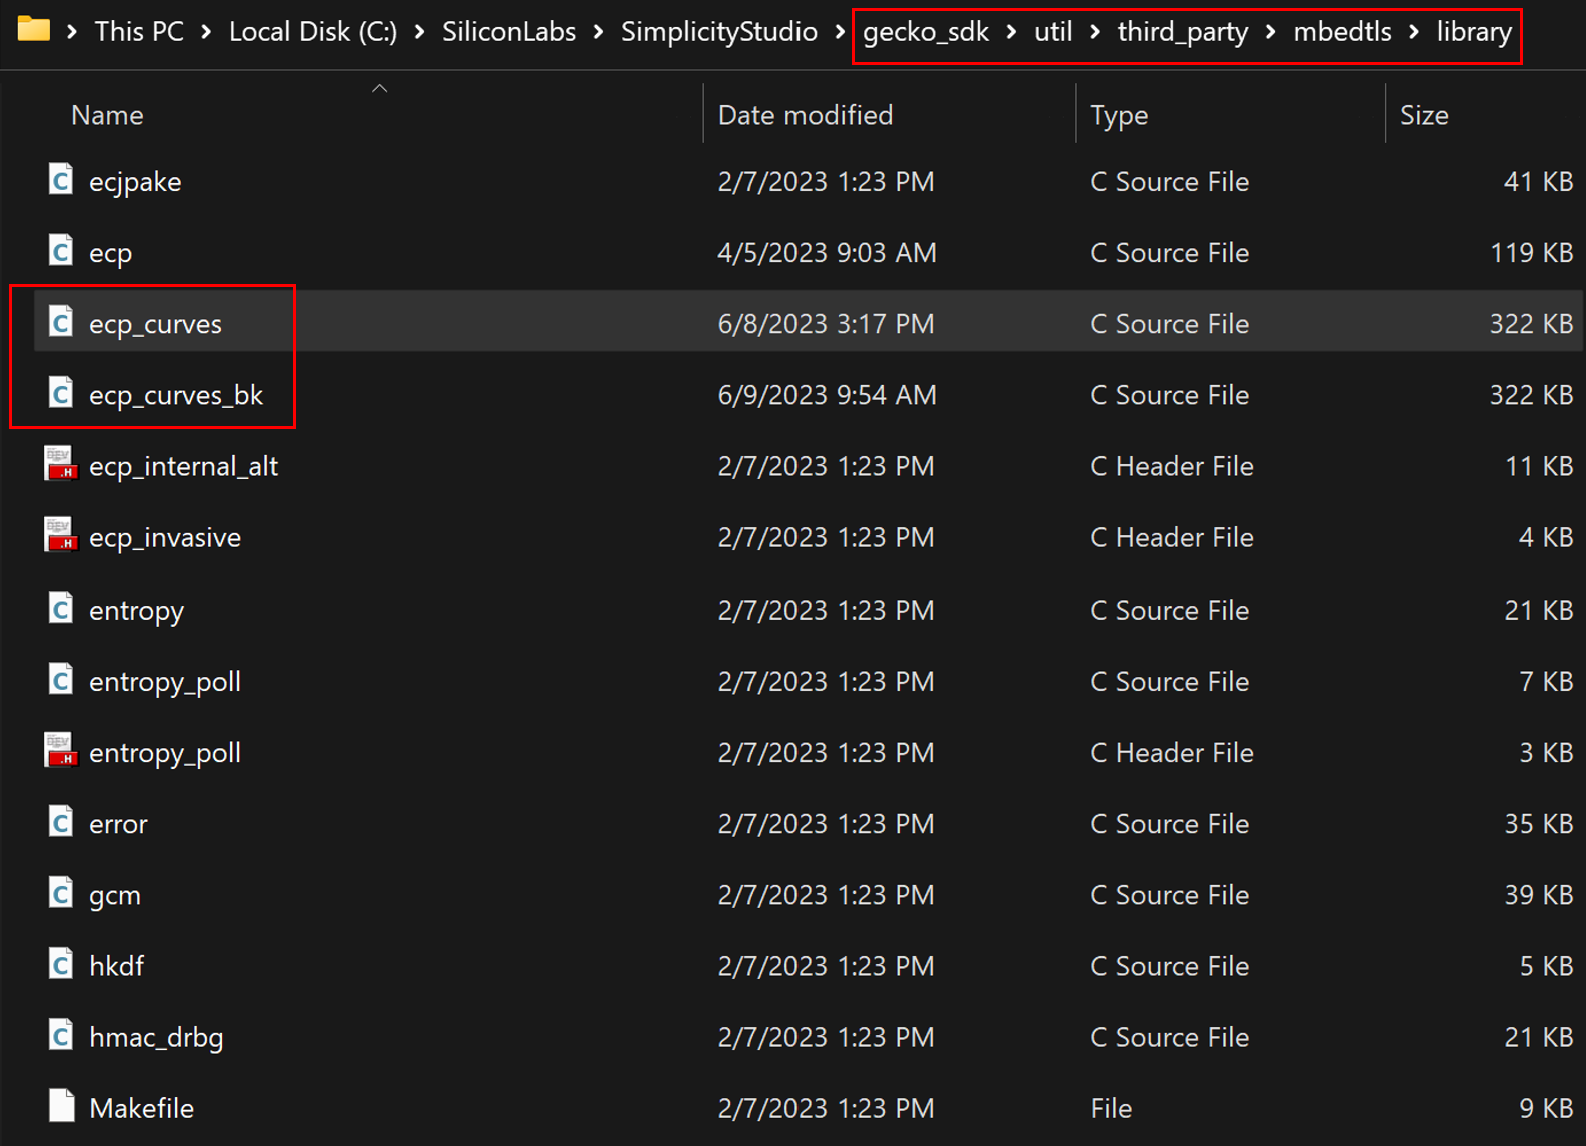 This PC > Local Disk (C:) > SiliconLabs > SimplicityStudio > gecko_sdk > util > third_party > mbedtls > library
Name Date modified Type Size
ecjpake 2/7/2023 1:23 PM C Source File 41 KB
ecp 4/5/2023 9:03 AM C Source File 119 KB
ecp_curves 6/8/2023 3:17 PM C Source File 322 KB
ecp_curves_bk 6/9/2023 9:54 AM C Source File 322 KB
ecp_internal_alt 2/7/2023 1:23 PM C Header File 11 KB
ecp_invasive 2/7/2023 1:23 PM C Header File 4 KB
entropy 2/7/2023 1:23 PM C Source File 21 KB
entropy_poll 2/7/2023 1:23 PM C Source File 7 KB
entropy_poll 2/7/2023 1:23 PM C Header File 3 KB
error 2/7/2023 1:23 PM C Source File 35 KB
gcm 2/7/2023 1:23 PM C Source File 39 KB
hkdf 2/7/2023 1:23 PM C Source File 5 KB
hmac_drbg 2/7/2023 1:23 PM C Source File 21 KB
Makefile 2/7/2023 1:23 PM File 9 KB